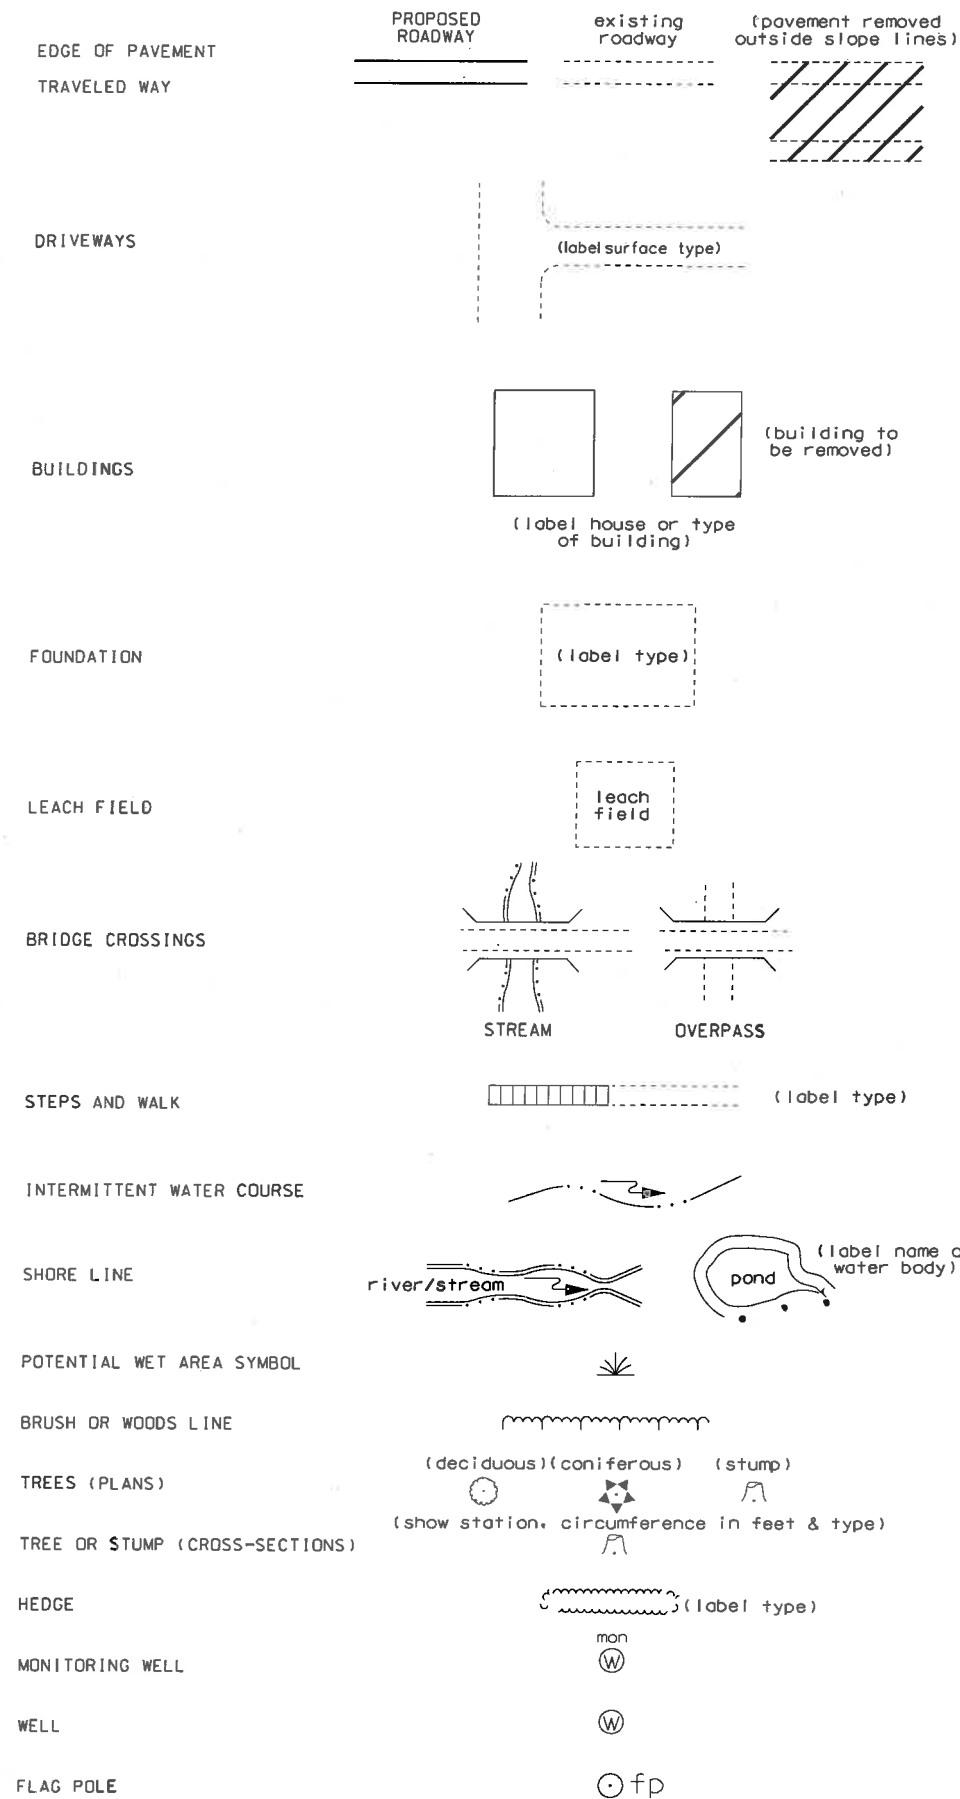 PROPOSED
ROADWAY
existing
roadway
(pavement removed
outside slope lines)
EDGE OF PAVEMENT
TRAVELED WAY
DRIVEWAYS
(label surface type)
BUILDINGS
(building to
be removed)
(label house or type
of building)
FOUNDATION
(label type)
LEACH FIELD
leach
field
BRIDGE CROSSINGS
STREAM
OVERPASS
STEPS AND WALK
(label type)
INTERMITTENT WATER COURSE
SHORE LINE
river/stream
pond
(label name o
water body)
POTENTIAL WET AREA SYMBOL
BRUSH OR WOODS LINE
(deciduous) (coniferous) (stump)
TREES (PLANS)
(show station, circumference in feet & type)
TREE OR STUMP (CROSS-SECTIONS)
HEDGE
(label type)
mon
MONITORING WELL
W
WELL
W
FLAG POLE
fp